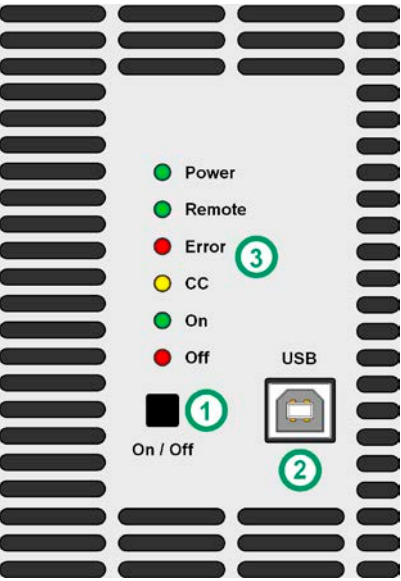 Power
Remote
Error
3
CC
On
Off
USB
1
On / Off
2